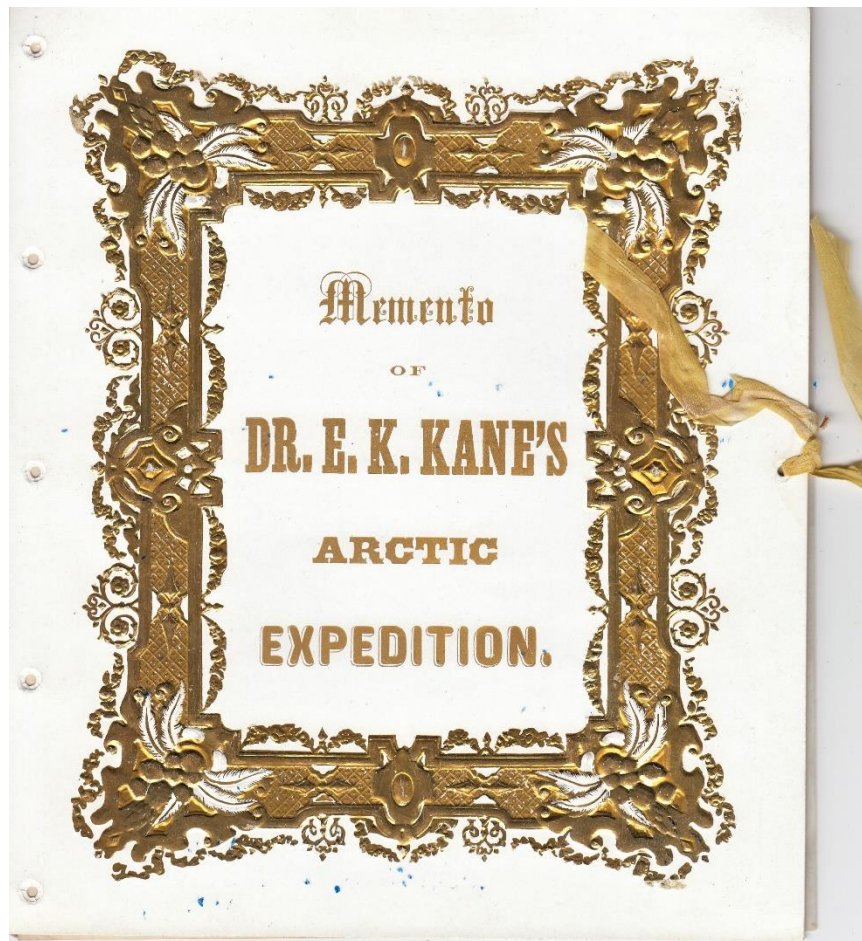 Memento
OF
DR. E. K. KANE'S
ARCTIC
EXPEDITION.